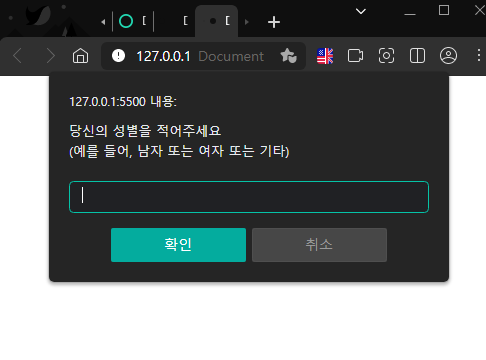 127.0.0.1 Document
127.0.0.1:5500 내용:
당신의 성별을 적어주세요
(예를 들어, 남자 또는 여자 또는 기타)
확인 취소